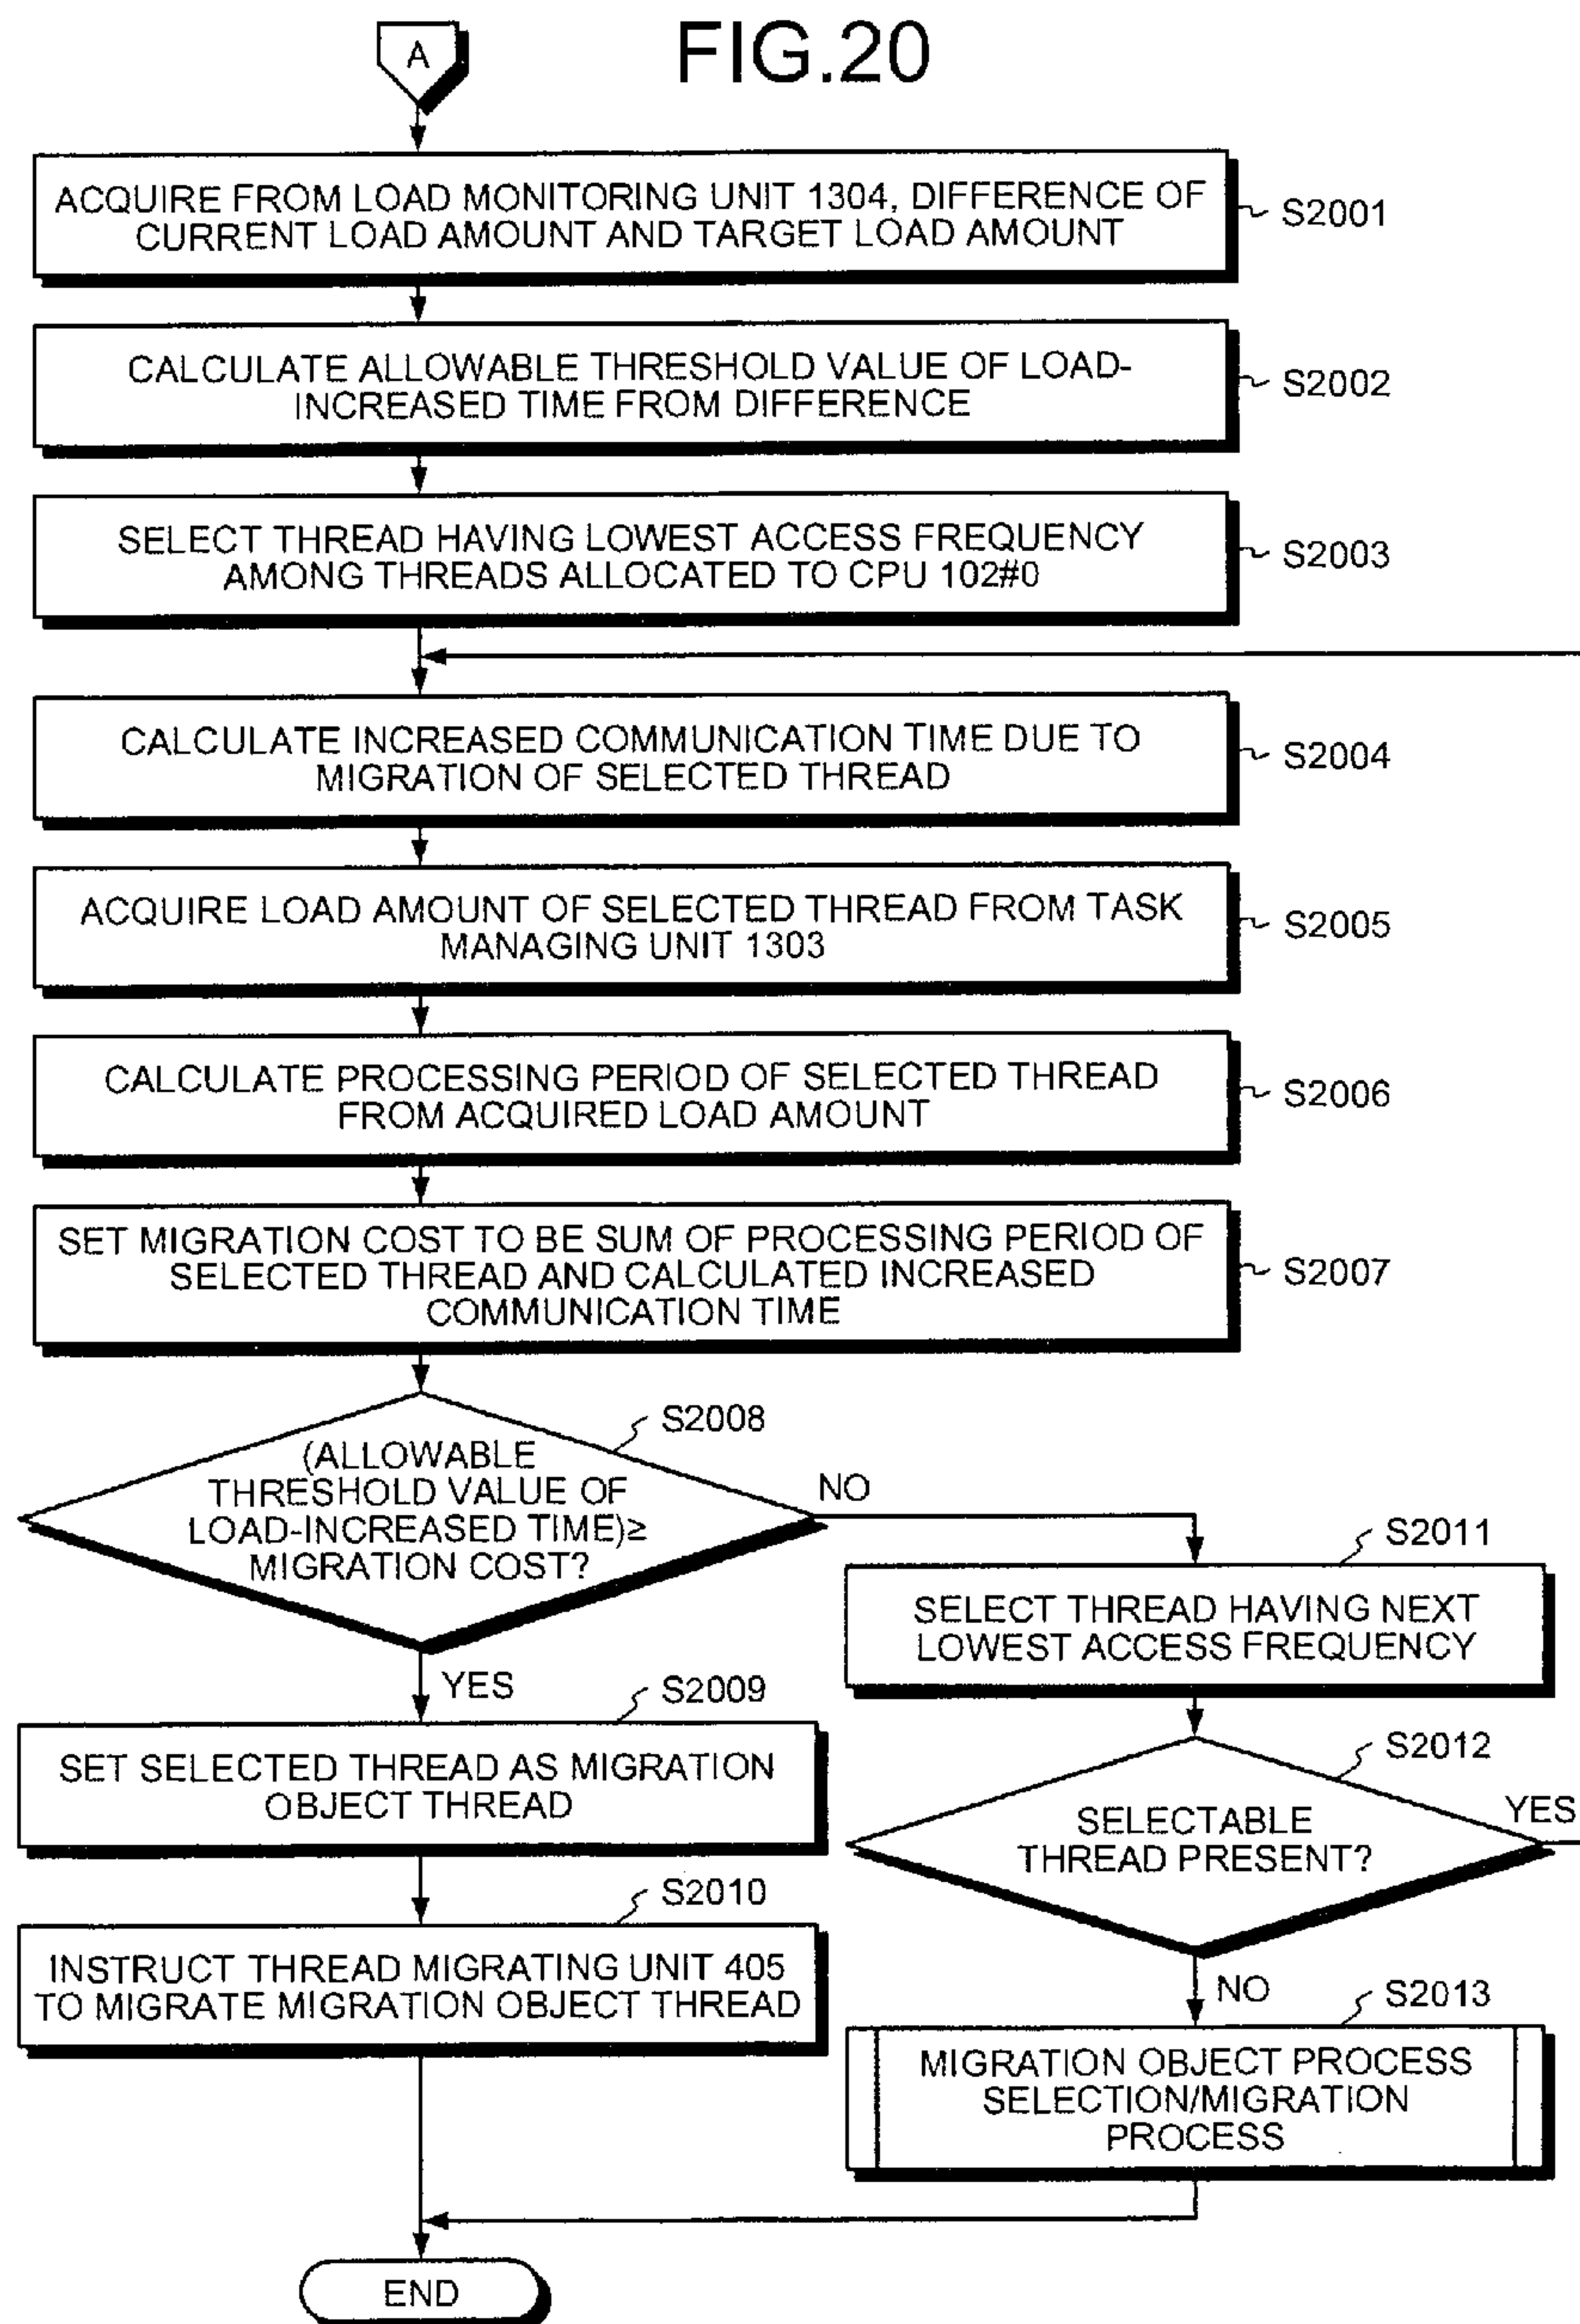 FIG.20
A
ACQUIRE FROM LOAD MONITORING UNIT 1304, DIFFERENCE OF
CURRENT LOAD AMOUNT AND TARGET LOAD AMOUNT
S2001
CALCULATE ALLOWABLE THRESHOLD VALUE OF LOAD-
INCREASED TIME FROM DIFFERENCE
S2002
SELECT THREAD HAVING LOWEST ACCESS FREQUENCY
AMONG THREADS ALLOCATED TO CPU 102#0
S2003
CALCULATE INCREASED COMMUNICATION TIME DUE TO
MIGRATION OF SELECTED THREAD
S2004
ACQUIRE LOAD AMOUNT OF SELECTED THREAD FROM TASK
MANAGING UNIT 1303
S2005
CALCULATE PROCESSING PERIOD OF SELECTED THREAD
FROM ACQUIRED LOAD AMOUNT
S2006
SET MIGRATION COST TO BE SUM OF PROCESSING PERIOD OF
SELECTED THREAD AND CALCULATED INCREASED
COMMUNICATION TIME
S2007
S2008
(ALLOWABLE
THRESHOLD VALUE OF
LOAD-INCREASED TIME)≥
MIGRATION COST?
NO
YES
S2009
SET SELECTED THREAD AS MIGRATION
OBJECT THREAD
S2010
INSTRUCT THREAD MIGRATING UNIT 405
TO MIGRATE MIGRATION OBJECT THREAD
S2011
SELECT THREAD HAVING NEXT
LOWEST ACCESS FREQUENCY
S2012
SELECTABLE
THREAD PRESENT?
YES
NO
S2013
MIGRATION OBJECT PROCESS
SELECTION/MIGRATION
PROCESS
END